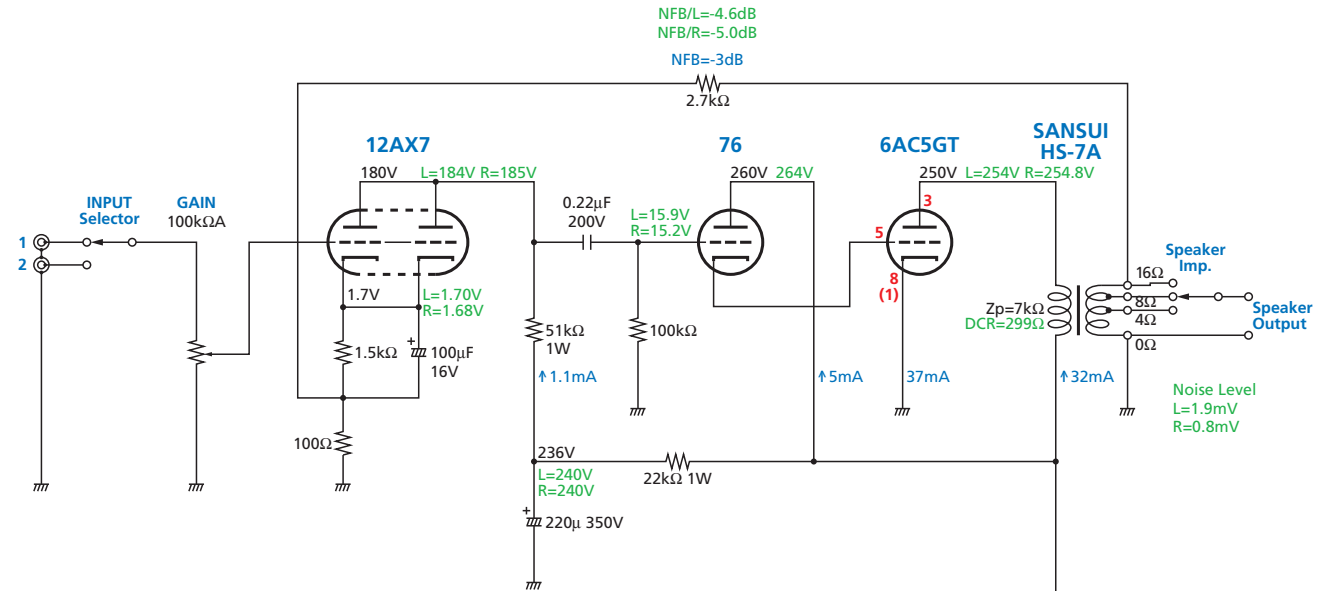 NFB/L=-4.6dB
NFB/R=-5.0dB
NFB=-3dB
2.7kΩ
12AX7
76
6AC5GT
SANSUI
HS-7A
180V L=184V R=185V
260V 264V
250V L=254V R=254.8V
INPUT
Selector
GAIN
100kΩA
0.22µF
200V
L=15.9V
R=15.2V
3
5
8
(1)
1
2
Speaker
Imp.
16Ω
8Ω
4Ω
0Ω
Speaker
Output
1.7V
L=1.70V
R=1.68V
Zp=7kΩ
DCR=299Ω
1.5kΩ
+
100µF
16V
51kΩ
1W
100kΩ
1.1mA
5mA
37mA
32mA
Noise Level
L=1.9mV
R=0.8mV
100Ω
236V
L=240V
R=240V
22kΩ 1W
+
220µ 350V